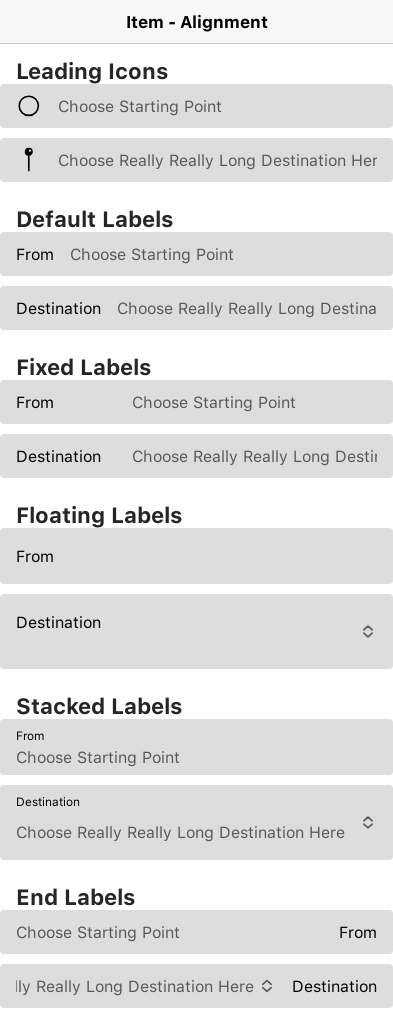 Item - Alignment
Leading Icons
Choose Starting Point
Choose Really Really Long Destination Her
Default Labels
From Choose Starting Point
Destination Choose Really Really Long Destina
Fixed Labels
From Choose Starting Point
Destination Choose Really Really Long Desti
Floating Labels
From
Destination
Stacked Labels
From
Choose Starting Point
Destination
Choose Really Really Long Destination Here
End Labels
Choose Starting Point From
lly Really Long Destination Here Destination